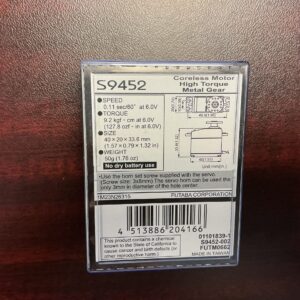 S9452
Coreless Motor
High Torque
Metal Gear
●SPEED
0.11 sec/60° at 6.0V
●TORQUE
9.2 kgf・cm at 6.0V
(127.8 ozf・in at 6.0V)
●SIZE
40 × 20 × 33.6 mm
(1.57 × 0.79 × 1.32 in)
●WEIGHT
50g (1.76 oz)
No dry battery use
●Use the horn set screw supplied with the servo.
(Screw size: 3x8mm) The servo horn can be used the
only 3mm in diameter of the hole center.
1M23N26315
FUTABA CORPORATION
4 513886 204166
This product contains a chemical
known to the State of California to
cause cancer and birth defects (or
other reproductive harm.)
01101839-1
S9452-002
FUTM0662
MADE IN TAIWAN